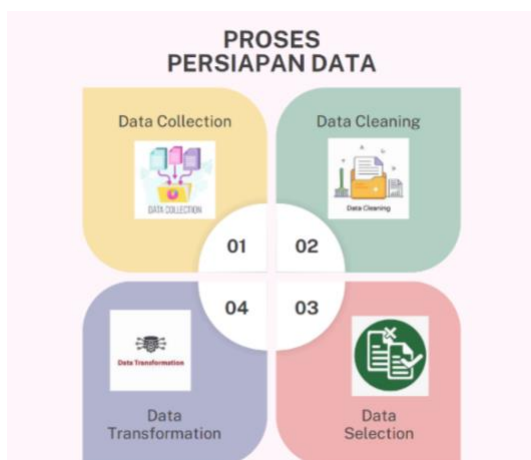 PROSES
PERSIAPAN DATA
Data Collection
DATA COLLECTION
01
Data Cleaning
Data Cleaning
02
03
Data
Selection
04
Data Transformation
Data
Transformation